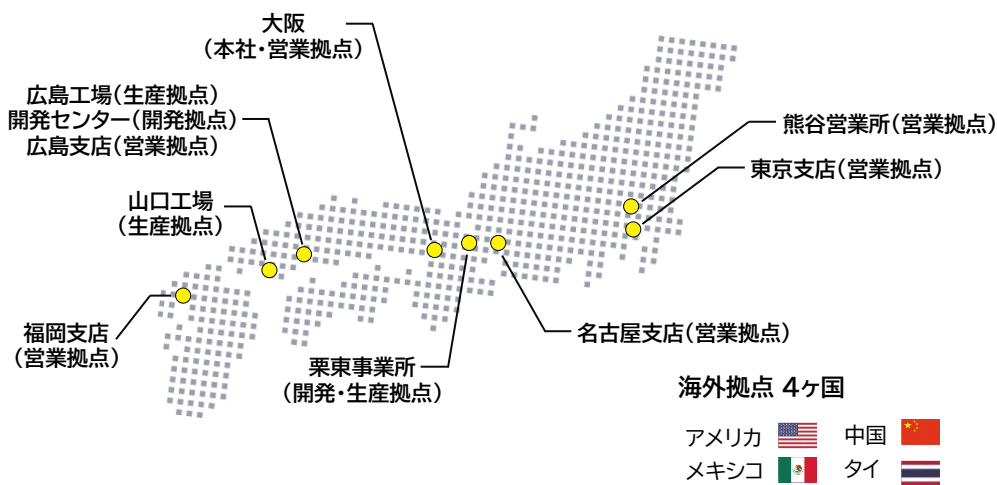 大阪
(本社・営業拠点)
広島工場(生産拠点)
開発センター(開発拠点)
広島支店(営業拠点)
熊谷営業所(営業拠点)
東京支店(営業拠点)
山口工場
(生産拠点)
福岡支店
(営業拠点)
名古屋支店(営業拠点)
栗東事業所
(開発・生産拠点)
海外拠点 4ヶ国
アメリカ 中国
メキシコ タイ